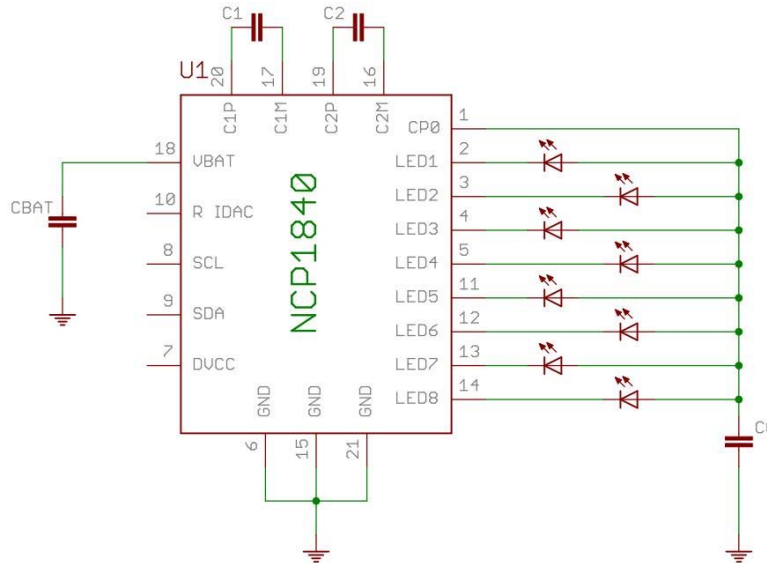 C1
C2
U1
20
17
19
16
C1P
C1M
C2P
C2M
CP0
1
18
VBAT
LED1
2
LED2
3
CBAT
10
R IDAC
LED3
4
8
SCL
LED4
5
NCP1840
LED5
11
9
SDA
LED6
12
7
DVCC
LED7
13
LED8
14
GND
GND
GND
6
15
21